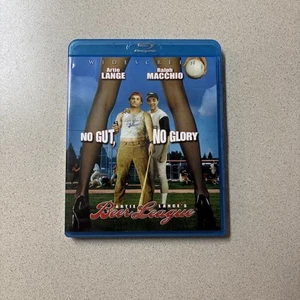 WIDESCREEN
Artie LANGE
Ralph MACCHIO
NO GUT, NO GLORY
ARTIE LANGE'S
Beer League